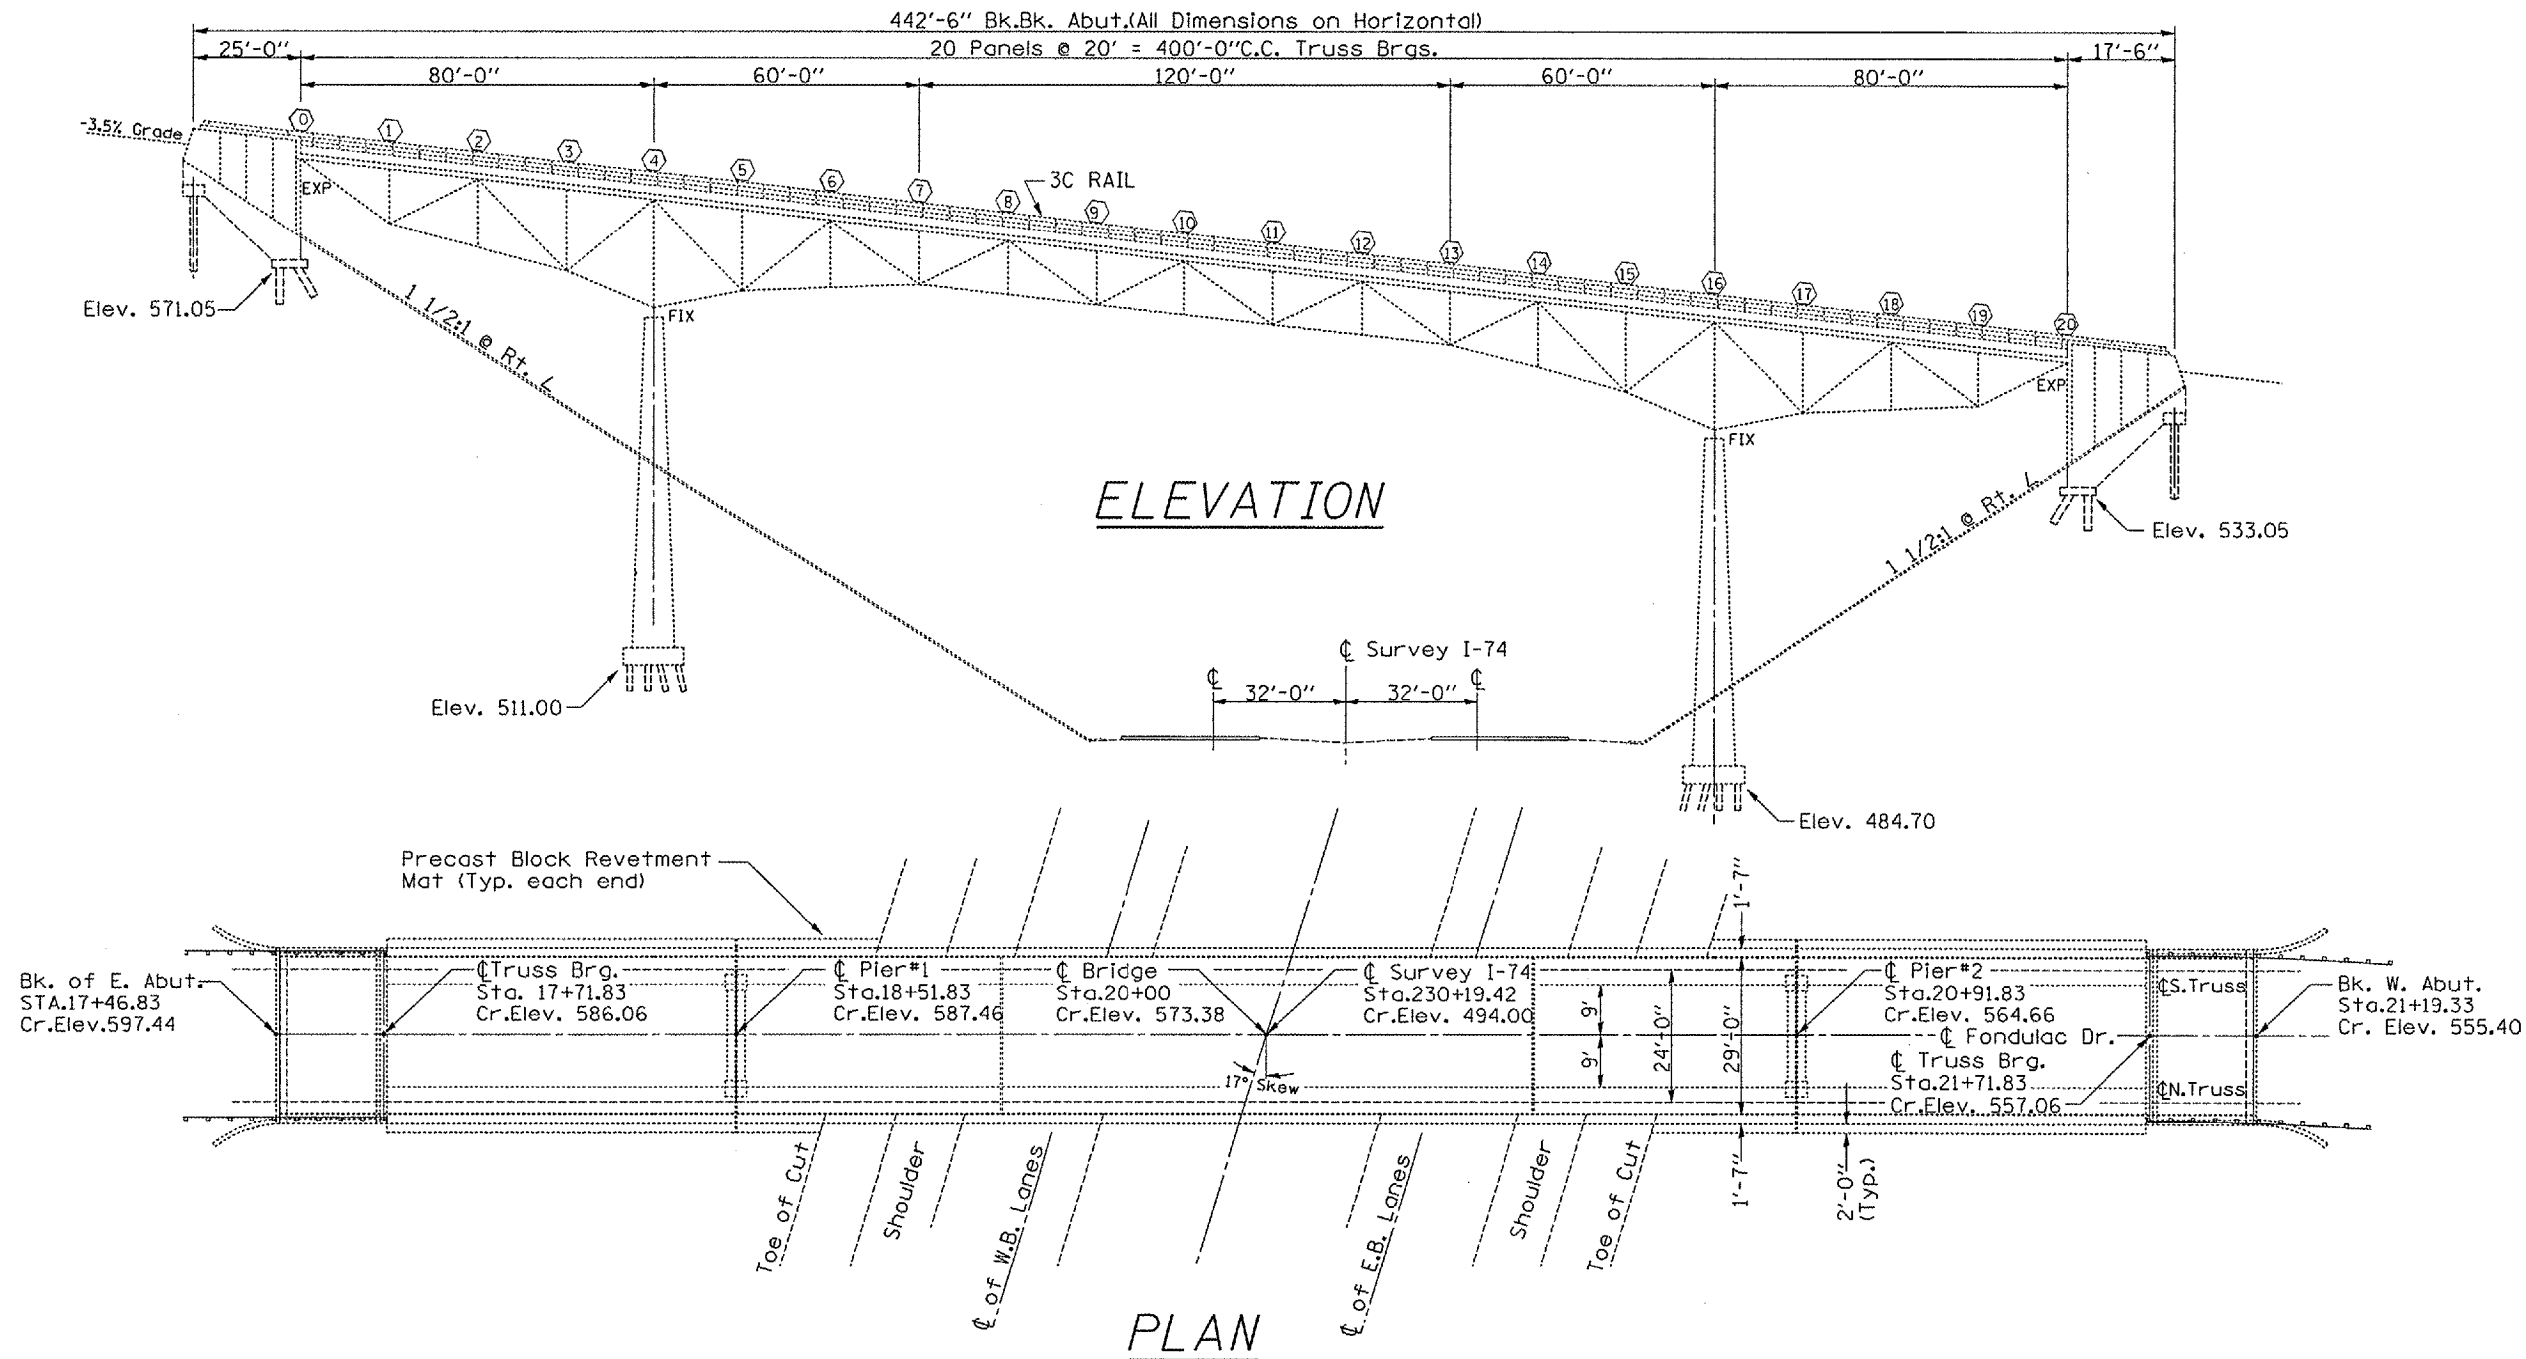 442'-6" Bk.Bk. Abut.(All Dimensions on Horizontal)
25'-0"
20 Panels @ 20' = 400'-0"C.C. Truss Brgs.
17'-6"
80'-0"
60'-0"
120'-0"
60'-0"
80'-0"
-3.5% Grade
0
1
2
3
4
5
6
7
8
9
10
11
12
13
14
15
16
17
18
19
20
3C RAIL
EXP
FIX
EXP
FIX
Elev. 571.05
1 1/2:1 @ Rt. ∠
ELEVATION
1 1/2:1 @ Rt. ∠
Elev. 533.05
℄ Survey I-74
℄
℄
32'-0"
32'-0"
Elev. 511.00
Elev. 484.70
Precast Block Revetment
Mat (Typ. each end)
Bk. of E. Abut.
STA.17+46.83
Cr.Elev.597.44
℄Truss Brg.
Sta. 17+71.83
Cr.Elev. 586.06
℄ Pier#1
Sta.18+51.83
Cr.Elev. 587.46
℄ Bridge
Sta.20+00
Cr.Elev. 573.38
℄ Survey I-74
Sta.230+19.42
Cr.Elev. 494.00
17° Skew
9'
9'
24'-0"
29'-0"
1'-7"
1'-7"
2'-0"
(Typ.)
℄ Pier#2
Sta.20+91.83
Cr.Elev. 564.66
℄ Fondulac Dr.
℄ Truss Brg.
Sta.21+71.83
Cr.Elev. 557.06
℄S.Truss
℄N.Truss
Bk. W. Abut.
Sta.21+19.33
Cr. Elev. 555.40
Toe of Cut
Shoulder
℄ of W.B. Lanes
℄ of E.B. Lanes
Shoulder
Toe of Cut
PLAN